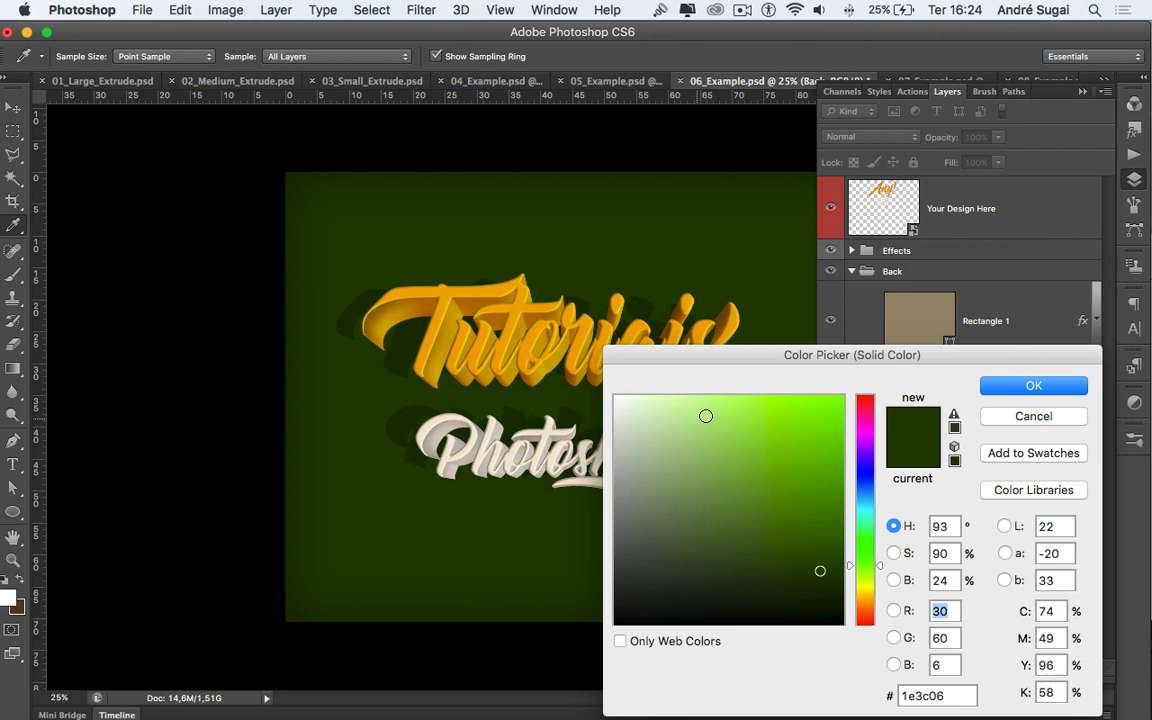 Photoshop File Edit Image Layer Type Select Filter 3D View Window Help 25% Ter 16:24 André Sugai
Adobe Photoshop CS6
Sample Size: Point Sample Sample: All Layers Show Sampling Ring Essentials
01_Large_Extrude.psd 02_Medium_Extrude.psd 03_Small_Extrude.psd 04_Example.psd @... 05_Example.psd @... 06_Example.psd @ 25% (Back, RGB/8) *
35 30 25 20 15 10 5 0 5 10 15 20 25 30 35 40 45 50 55 60 65 70 75 80
Channels Styles Actions Layers Brush Paths
Kind
Normal Opacity: 100%
Lock: Fill: 100%
Any!
Your Design Here
Effects
Back
Rectangle 1 fx
Tutoriais
Photosh
Color Picker (Solid Color)
new
current
OK
Cancel
Add to Swatches
Color Libraries
H: 93 °
S: 90 %
B: 24 %
R: 30
G: 60
B: 6
L: 22
a: -20
b: 33
C: 74 %
M: 49 %
Y: 96 %
K: 58 %
# 1e3c06
Only Web Colors
25% Doc: 14,6M/1,51G
Mini Bridge Timeline